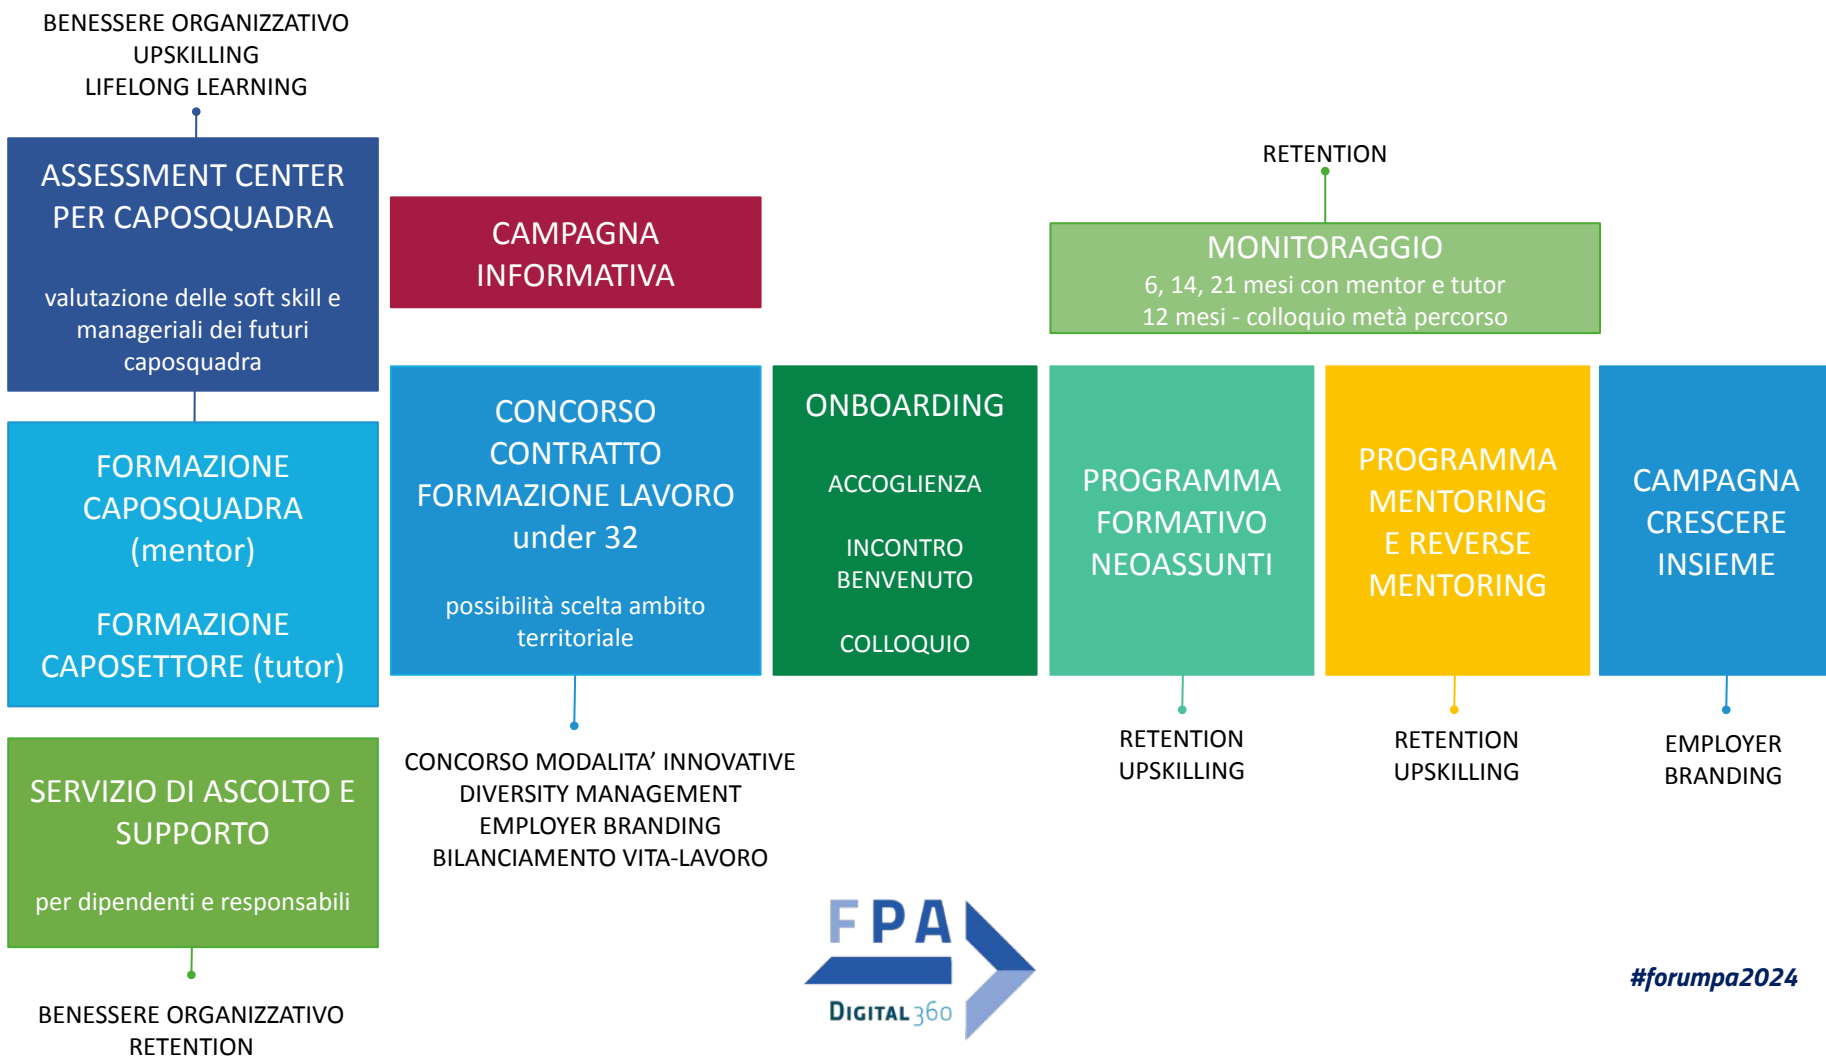 BENESSERE ORGANIZZATIVO
UPSKILLING
LIFELONG LEARNING
ASSESSMENT CENTER
PER CAPOSQUADRA
valutazione delle soft skill e
manageriali dei futuri
caposquadra
FORMAZIONE
CAPOSQUADRA
(mentor)
FORMAZIONE
CAPOSETTORE (tutor)
SERVIZIO DI ASCOLTO E
SUPPORTO
per dipendenti e responsabili
BENESSERE ORGANIZZATIVO
RETENTION
CAMPAGNA
INFORMATIVA
CONCORSO
CONTRATTO
FORMAZIONE LAVORO
under 32
possibilità scelta ambito
territoriale
CONCORSO MODALITA’ INNOVATIVE
DIVERSITY MANAGEMENT
EMPLOYER BRANDING
BILANCIAMENTO VITA-LAVORO
ONBOARDING
ACCOGLIENZA
INCONTRO
BENVENUTO
COLLOQUIO
RETENTION
MONITORAGGIO
6, 14, 21 mesi con mentor e tutor
12 mesi - colloquio metà percorso
PROGRAMMA
FORMATIVO
NEOASSUNTI
RETENTION
UPSKILLING
PROGRAMMA
MENTORING
E REVERSE
MENTORING
RETENTION
UPSKILLING
CAMPAGNA
CRESCERE
INSIEME
EMPLOYER
BRANDING
FPA
DIGITAL360
#forumpa2024